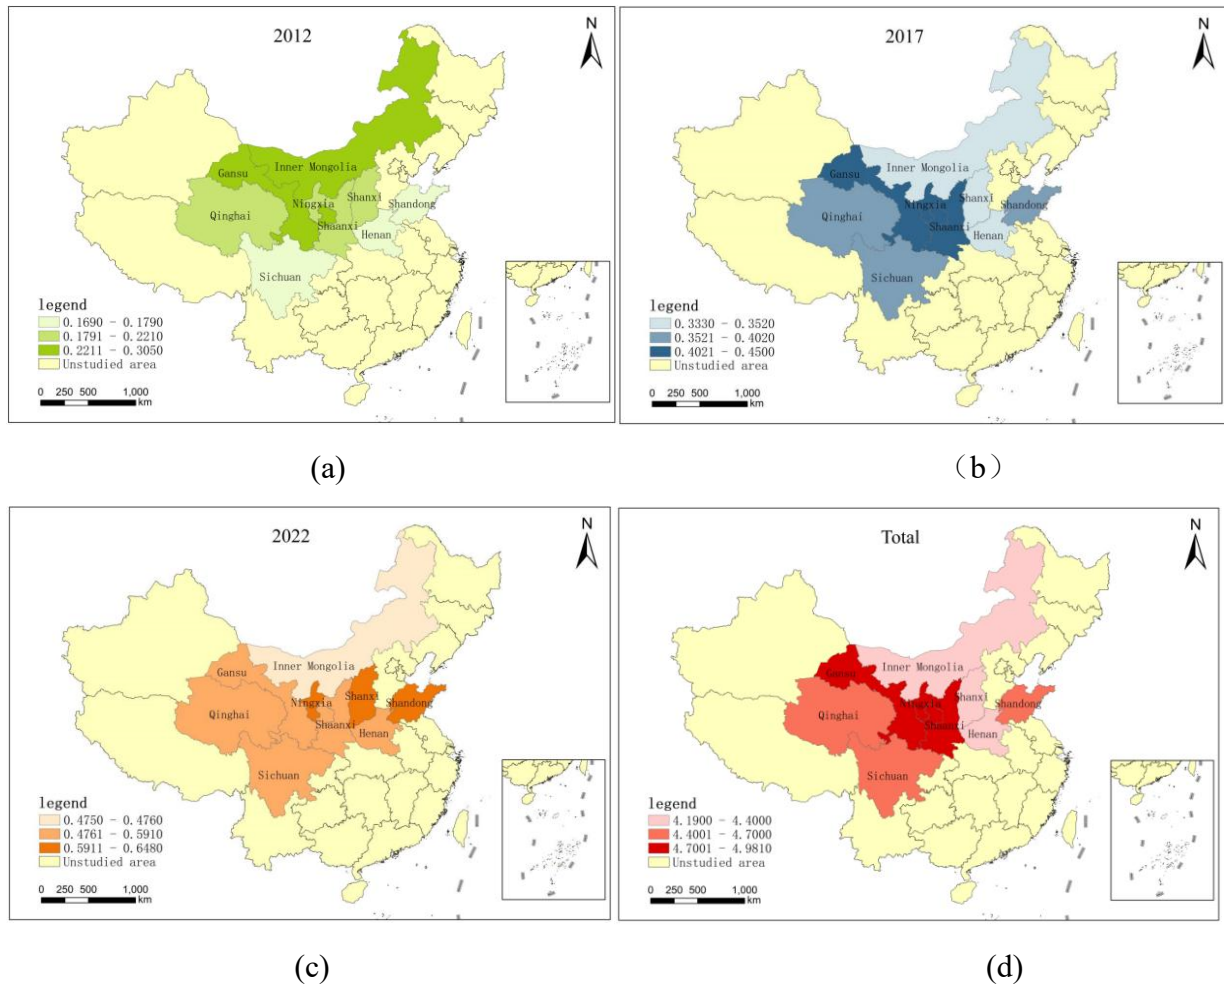 2012
N
Gansu
Inner Mongolia
Qinghai
Ningxia
Shanxi
Shaanxi
Shandong
Henan
Sichuan
legend
0.1690 - 0.1790
0.1791 - 0.2210
0.2211 - 0.3050
Unstudied area
0 250 500 1,000
km
(a)
2017
N
Gansu
Inner Mongolia
Qinghai
Ningxia
Shanxi
Shaanxi
Shandong
Henan
Sichuan
legend
0.3330 - 0.3520
0.3521 - 0.4020
0.4021 - 0.4500
Unstudied area
0 250 500 1,000
km
（b）
2022
N
Gansu
Inner Mongolia
Qinghai
Ningxia
Shanxi
Shaanxi
Shandong
Henan
Sichuan
legend
0.4750 - 0.4760
0.4761 - 0.5910
0.5911 - 0.6480
Unstudied area
0 250 500 1,000
km
(c)
Total
N
Gansu
Inner Mongolia
Qinghai
Ningxia
Shanxi
Shaanxi
Shandong
Henan
Sichuan
legend
4.1900 - 4.4000
4.4001 - 4.7000
4.7001 - 4.9810
Unstudied area
0 250 500 1,000
km
(d)